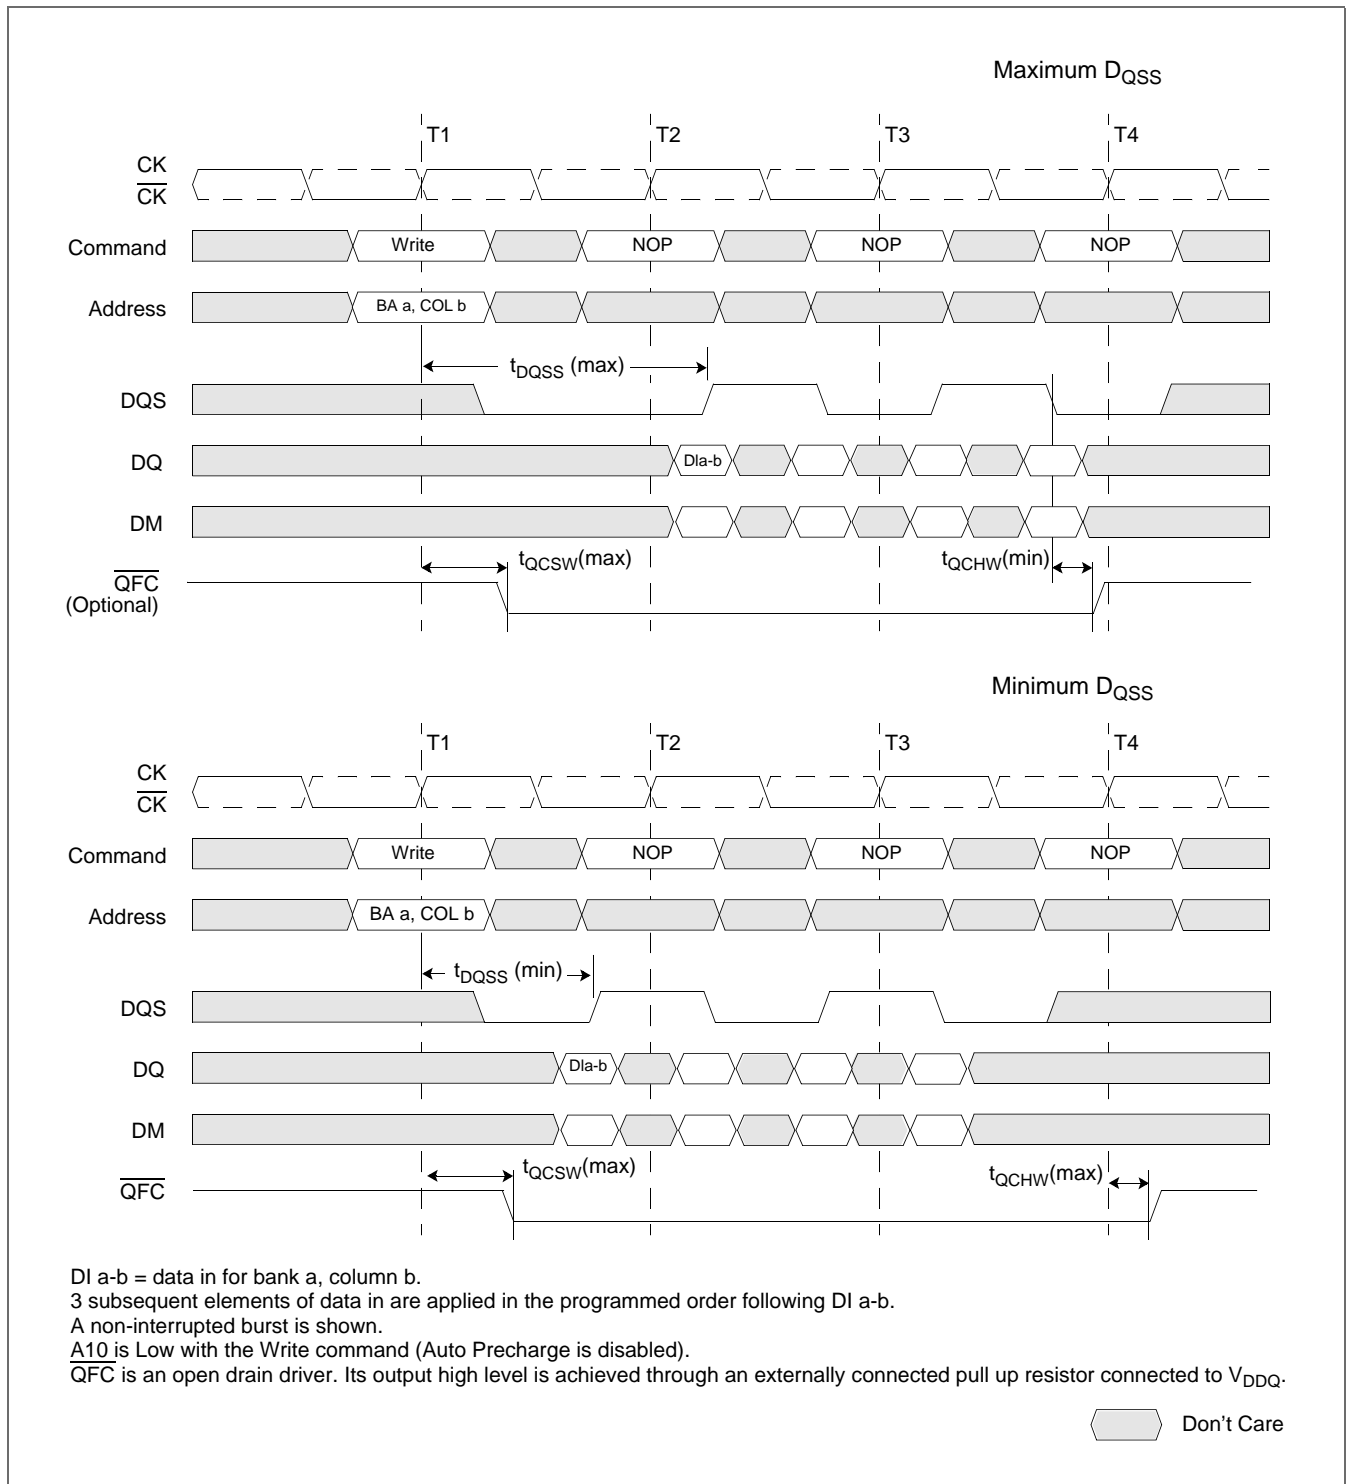 Maximum DQSS
T1 T2 T3 T4
CK
CK
Command Write NOP NOP NOP
Address BA a, COL b
tDQSS (max)
DQS
DQ DIa-b
DM
tQCSW(max) tQCHW(min)
QFC
(Optional)
Minimum DQSS
T1 T2 T3 T4
CK
CK
Command Write NOP NOP NOP
Address BA a, COL b
tDQSS (min)
DQS
DQ DIa-b
DM
tQCSW(max) tQCHW(max)
QFC
DI a-b = data in for bank a, column b.
3 subsequent elements of data in are applied in the programmed order following DI a-b.
A non-interrupted burst is shown.
A10 is Low with the Write command (Auto Precharge is disabled).
QFC is an open drain driver. Its output high level is achieved through an externally connected pull up resistor connected to VDDQ.
Don't Care